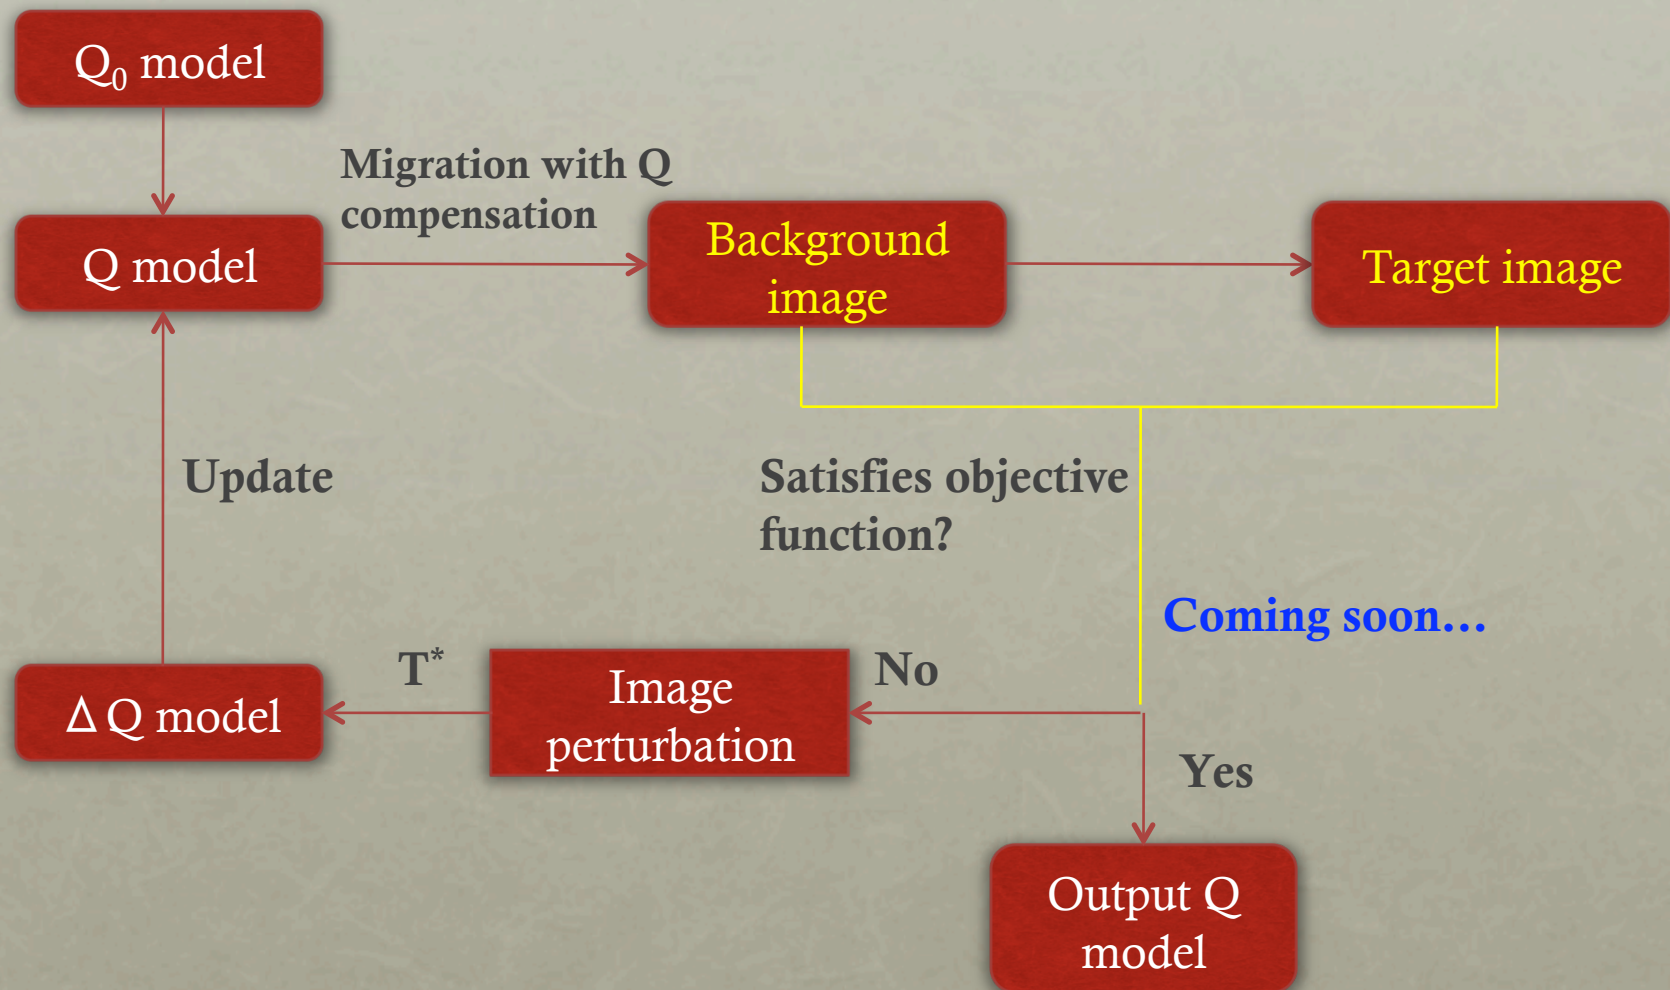 Q₀ model
Migration with Q
compensation
Q model
Background
image
Target image
Update
Satisfies objective
function?
Coming soon...
Δ Q model
T*
Image
perturbation
No
Yes
Output Q
model